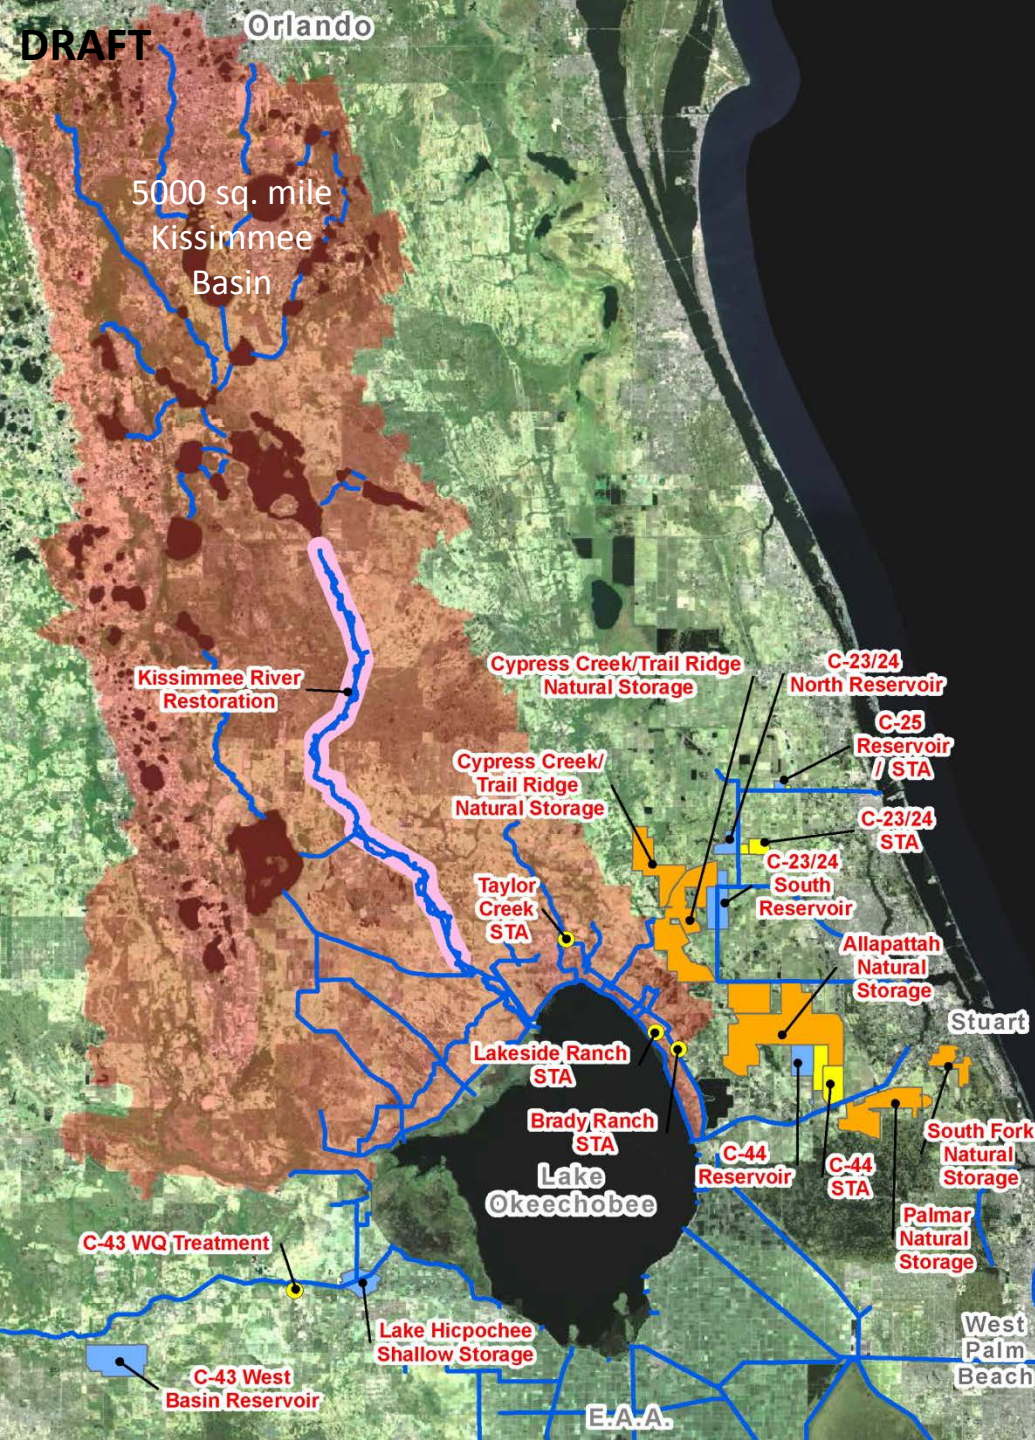 DRAFT
Orlando
5000 sq. mile
Kissimmee
Basin
Kissimmee River
Restoration
Cypress Creek/Trail Ridge
Natural Storage
C-23/24
North Reservoir
C-25
Reservoir
/ STA
Cypress Creek/
Trail Ridge
Natural Storage
C-23/24
STA
C-23/24
South
Reservoir
Taylor
Creek
STA
Allapattah
Natural
Storage
Stuart
Lakeside Ranch
STA
Brady Ranch
STA
C-44
Reservoir
C-44
STA
South Fork
Natural
Storage
Lake
Okeechobee
Palmar
Natural
Storage
C-43 WQ Treatment
Lake Hicpochee
Shallow Storage
West
Palm
Beach
C-43 West
Basin Reservoir
E.A.A.